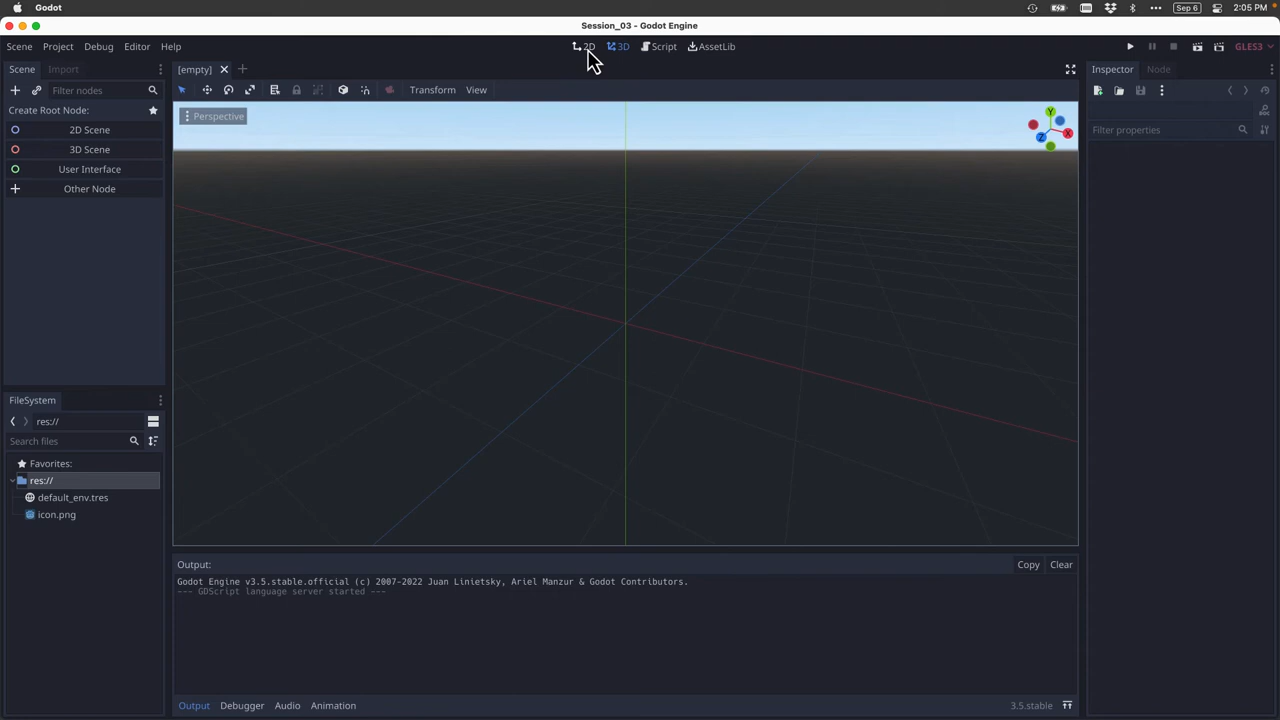 Godot
Sep 6
2:05 PM
Session_03 - Godot Engine
Scene Project Debug Editor Help
2D 3D Script AssetLib
GLES3
Scene Import
[empty]
Inspector Node
Filter nodes
Transform View
Create Root Node:
Perspective
Y
X
Z
2D Scene
Filter properties
3D Scene
User Interface
Other Node
FileSystem
res://
Search files
Favorites:
res://
default_env.tres
icon.png
Output:
Copy Clear
Godot Engine v3.5.stable.official (c) 2007-2022 Juan Linietsky, Ariel Manzur & Godot Contributors.
--- GDScript language server started ---
Output Debugger Audio Animation
3.5.stable